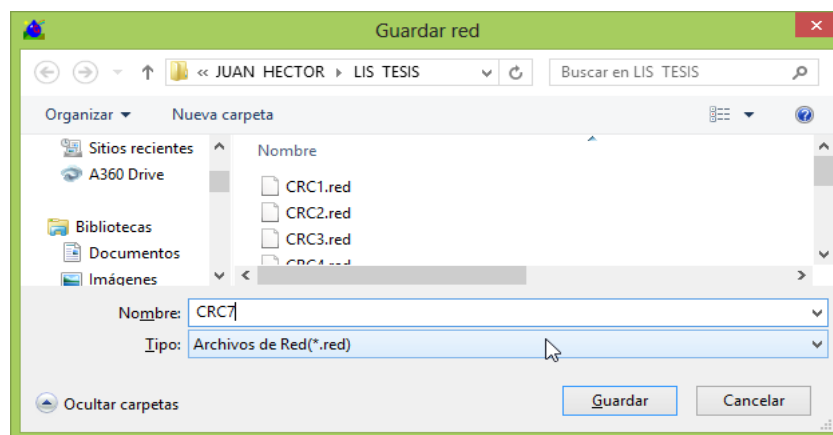 Guardar red
« JUAN HECTOR ▸ LIS TESIS
Buscar en LIS TESIS
Organizar
Nueva carpeta
Sitios recientes
A360 Drive
Bibliotecas
Documentos
Imágenes
Nombre
CRC1.red
CRC2.red
CRC3.red
CRC4.red
Nombre: CRC7
Tipo: Archivos de Red(*.red)
Ocultar carpetas
Guardar
Cancelar